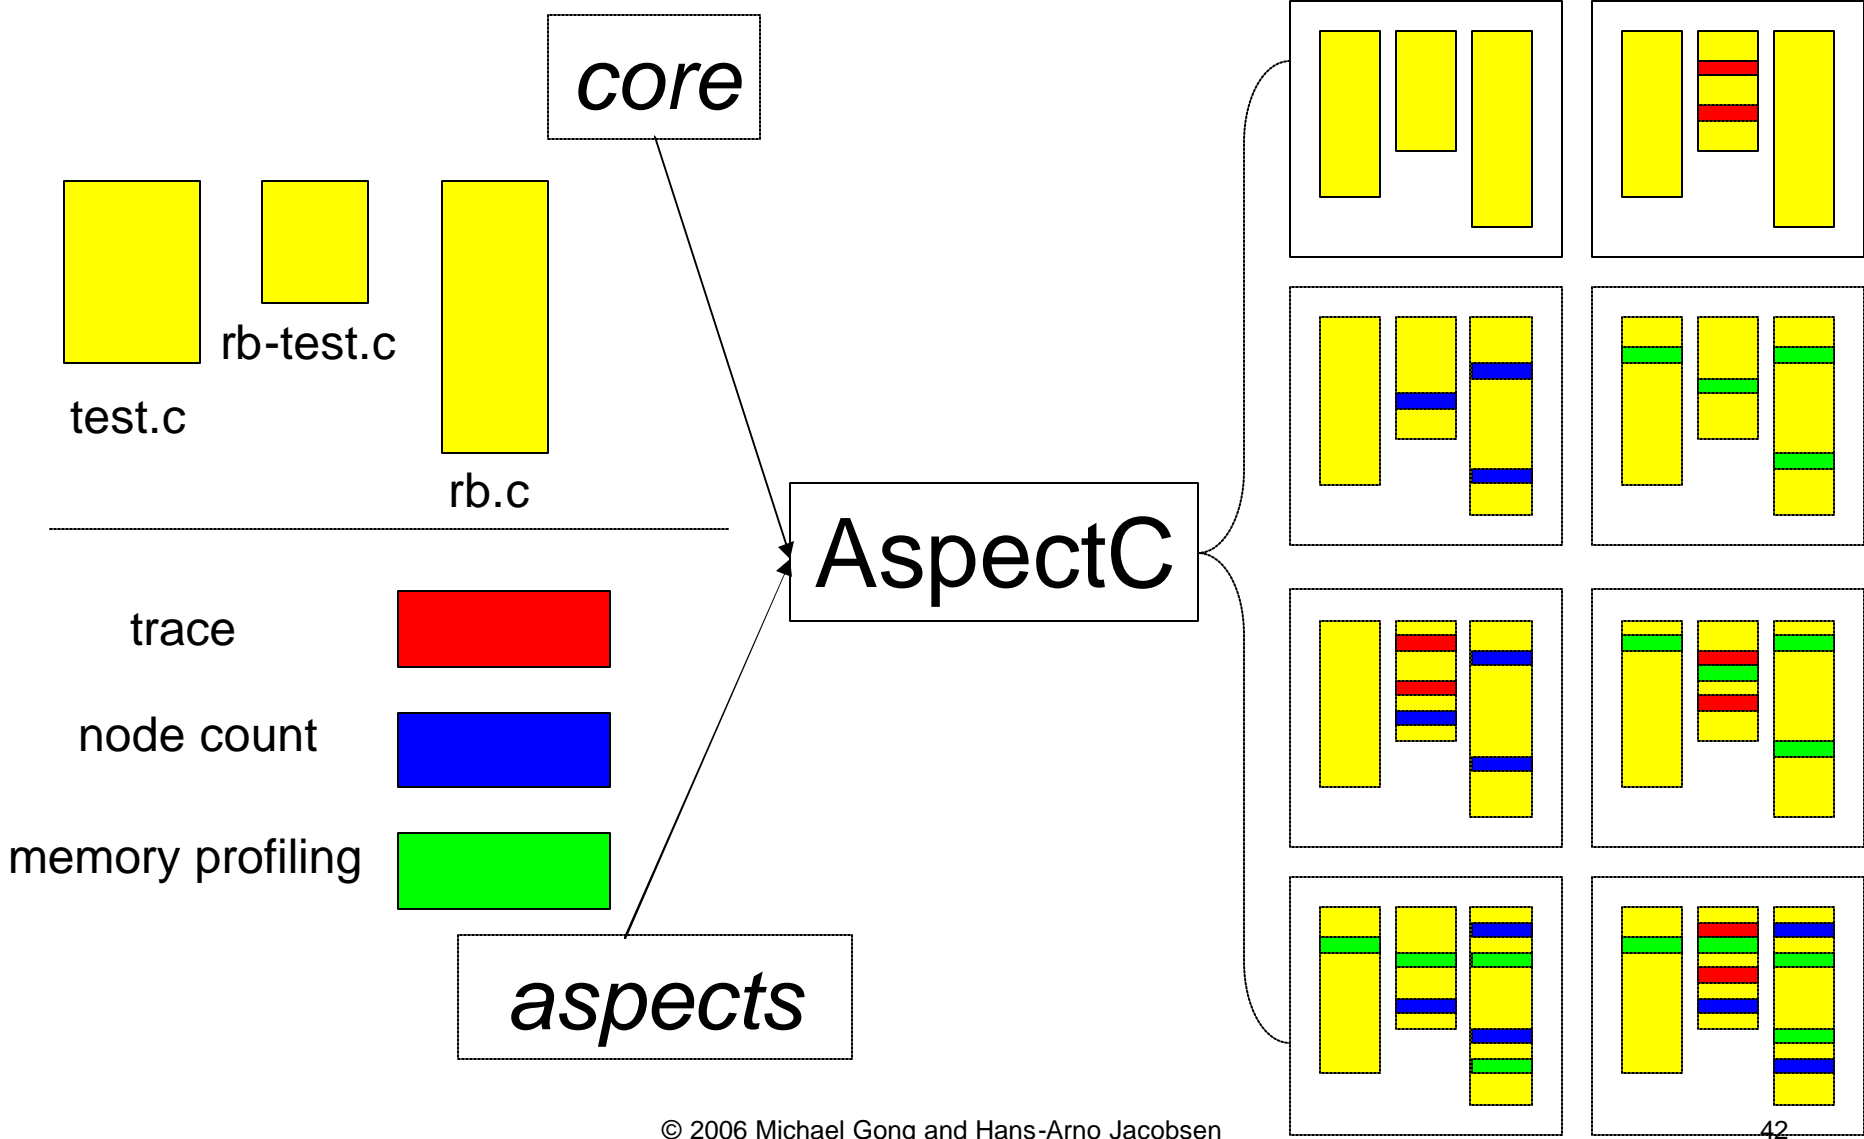 core
rb-test.c
test.c
rb.c
AspectC
trace
node count
memory profiling
aspects
© 2006 Michael Gong and Hans-Arno Jacobsen
42